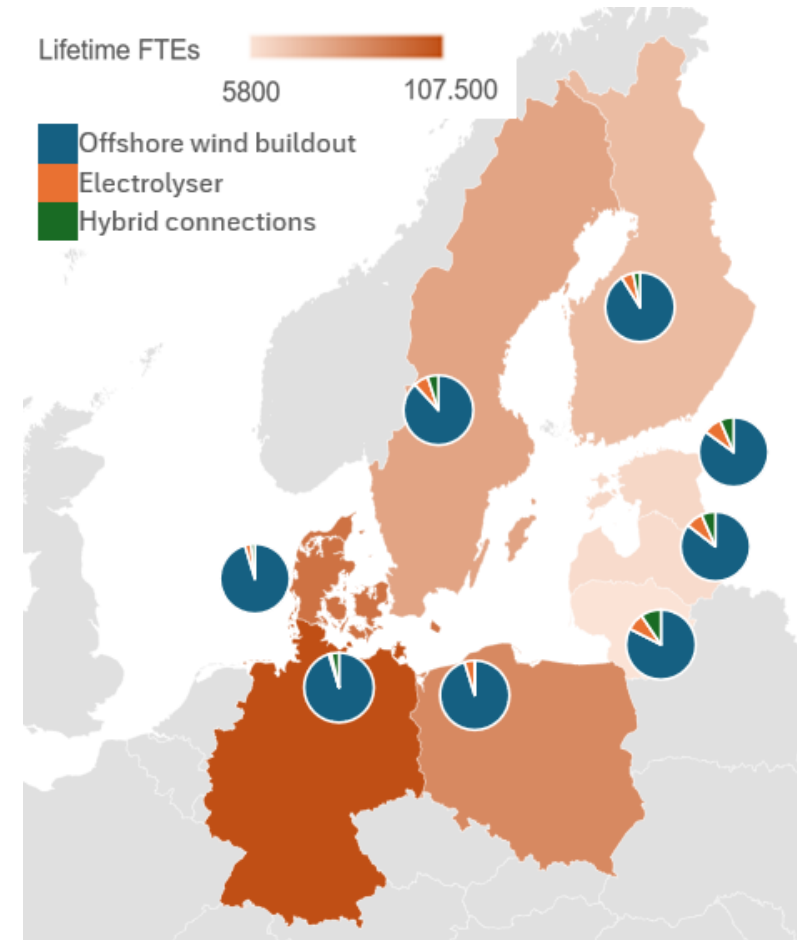 Lifetime FTEs
5800
107.500
Offshore wind buildout
Electrolyser
Hybrid connections